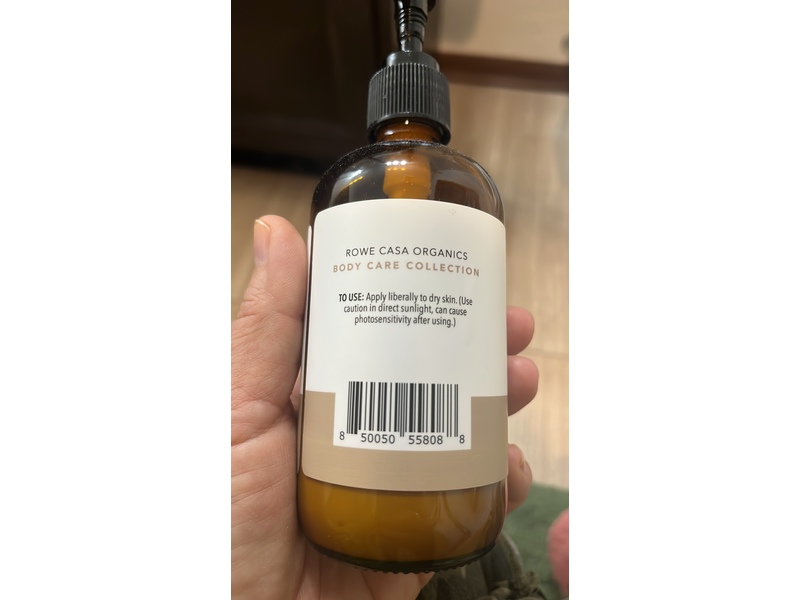 ROWE CASA ORGANICS
BODY CARE COLLECTION
TO USE: Apply liberally to dry skin. (Use
caution in direct sunlight, can cause
photosensitivity after using.)
8 50050 55808 8